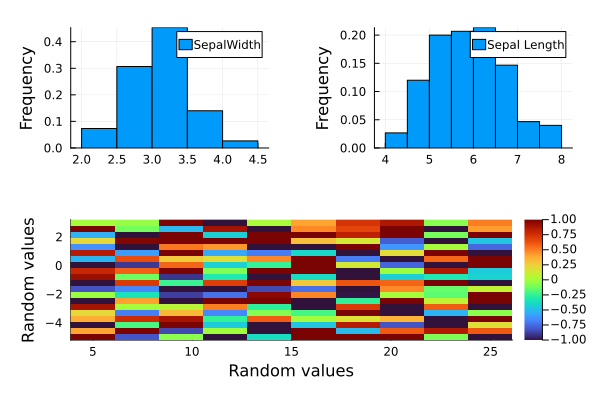 Frequency
0.4
0.3
0.2
0.1
0.0
SepalWidth
2.0 2.5 3.0 3.5 4.0 4.5
Frequency
0.20
0.15
0.10
0.05
0.00
Sepal Length
4 5 6 7 8
Random values
2
0
−2
−4
5 10 15 20 25
Random values
1.00
0.75
0.50
0.25
0
−0.25
−0.50
−0.75
−1.00